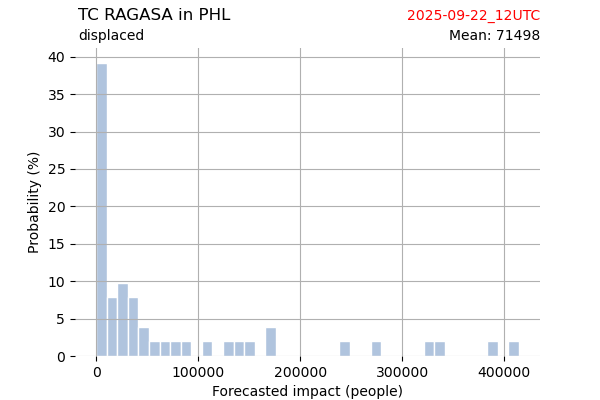 TC RAGASA in PHL
2025-09-22_12UTC
displaced
Mean: 71498
40
35
30
25
20
15
10
5
0
Probability (%)
0 100000 200000 300000 400000
Forecasted impact (people)